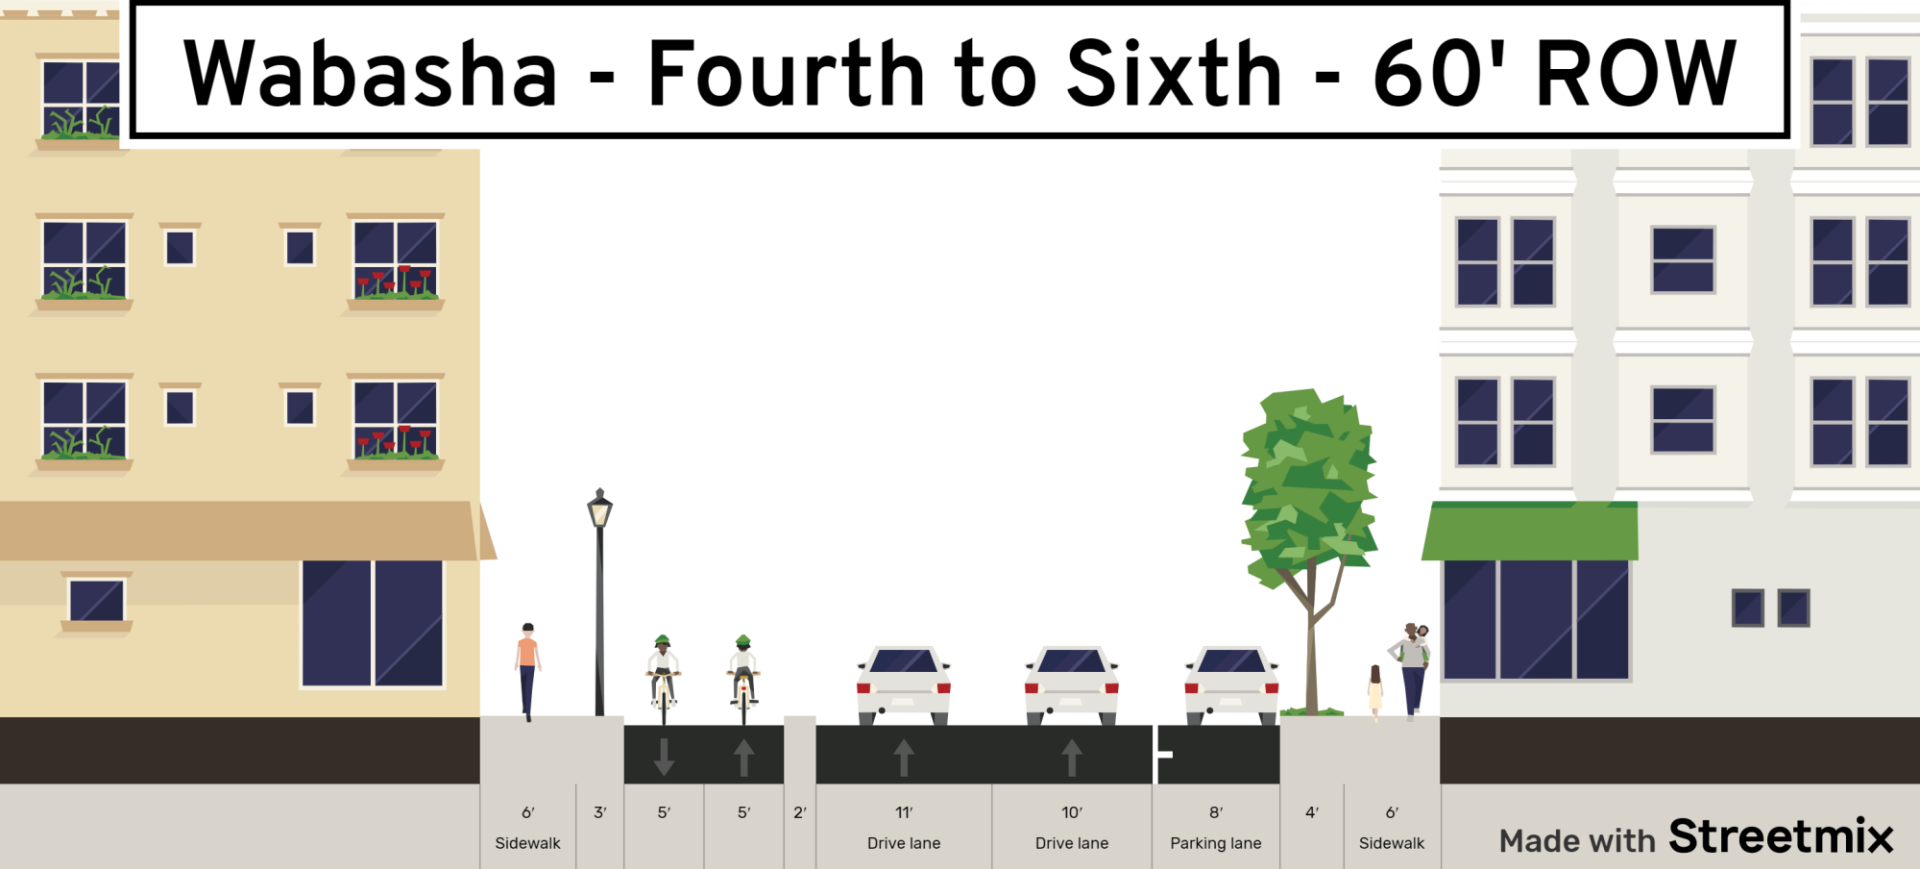 Wabasha - Fourth to Sixth - 60' ROW
6′ 3′ 5′ 5′ 2′ 11′ 10′ 8′ 4′ 6′
Sidewalk Drive lane Drive lane Parking lane Sidewalk
Made with Streetmix